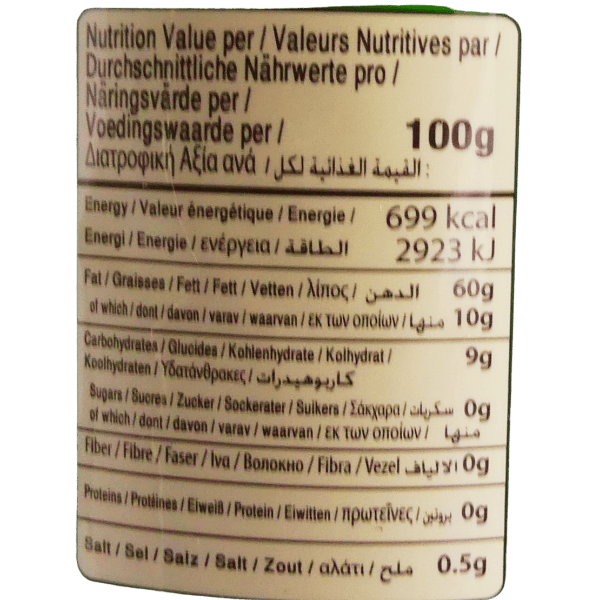 Nutrition Value per / Valeurs Nutritives par /
Durchschnittliche Nährwerte pro /
Näringsvärde per /
Voedingswaarde per / 100g
Διατροφική Αξία ανά / القيمة الغذائية لكل :
Energy / Valeur énergétique / Energie / 699 kcal
Energi / Energie / ενέργεια / الطاقة 2923 kJ
Fat / Graisses / Fett / Fett / Vetten / λίπος / الدهن 60g
of which / dont / davon / varav / waarvan / εκ των οποίων / منها 10g
Carbohydrates / Glucides / Kohlenhydrate / Kolhydrat / 9g
Koolhydraten / Υδατάνθρακες / كاربوهيدرات
Sugars / Sucres / Zucker / Sockerater / Suikers / Σάκχαρα / سكريات 0g
of which / dont / davon / varav / waarvan / εκ των οποίων / منها
Fiber / Fibre / Faser / Iva / Волокно / Fibra / Vezel الالياف 0g
Proteins / Protéines / Eiweiß / Protein / Eiwitten / πρωτεΐνες / بروتين 0g
Salt / Sel / Salz / Salt / Zout / αλάτι / ملح 0.5g